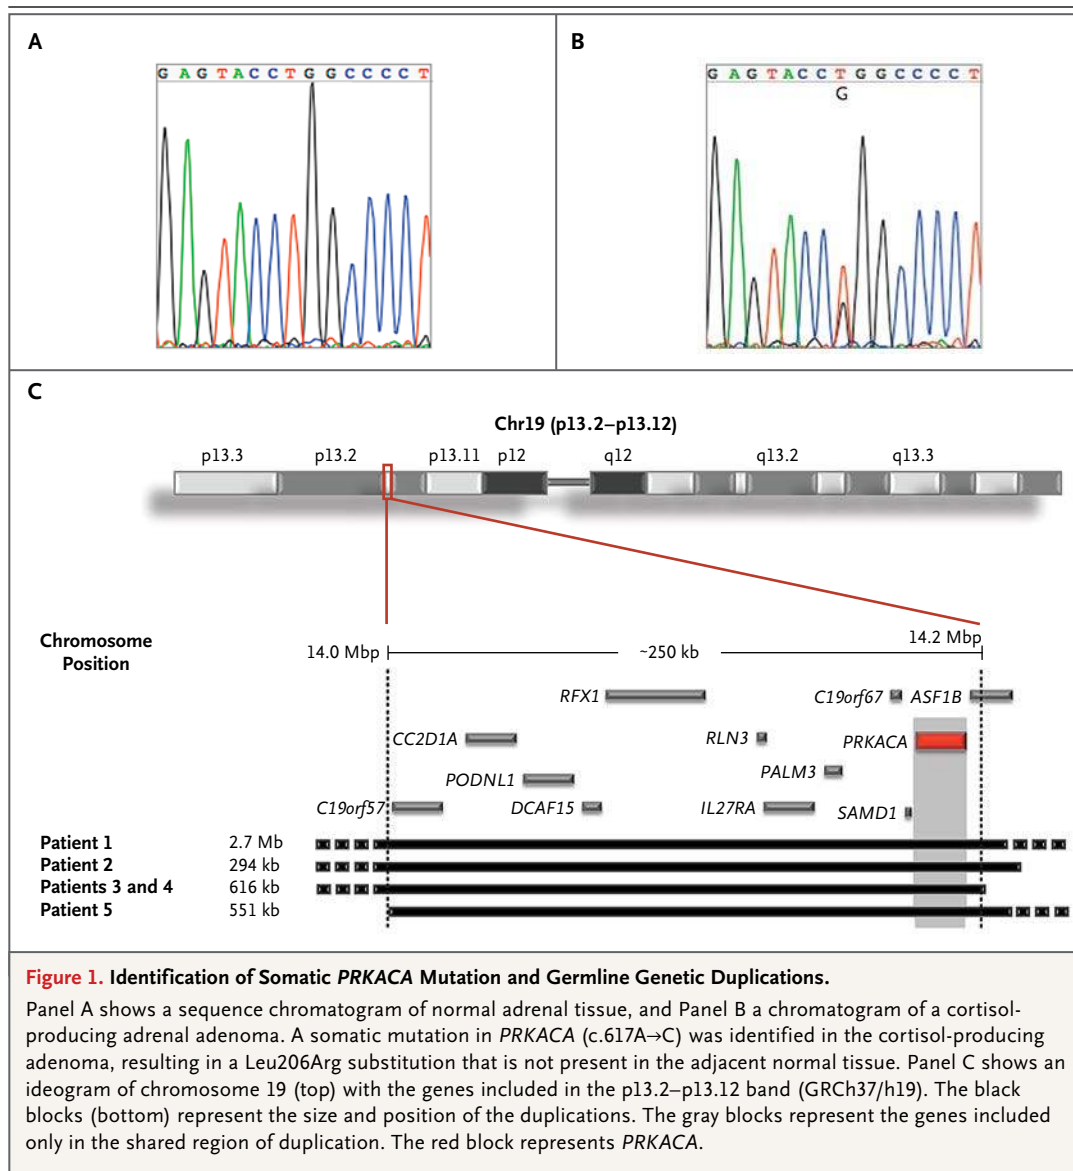 A
G A G T A C C T G G C C C C T
B
G A G T A C C T G G C C C C T
G
C
Chr19 (p13.2–p13.12)
p13.3 p13.2 p13.11 p12 q12 q13.2 q13.3
Chromosome
Position
14.0 Mbp ~250 kb 14.2 Mbp
RFX1 C19orf67 ASF1B
CC2D1A RLN3 PRKACA
PODNL1 PALM3
C19orf57 DCAF15 IL27RA SAMD1
Patient 1 2.7 Mb
Patient 2 294 kb
Patients 3 and 4 616 kb
Patient 5 551 kb
Figure 1. Identification of Somatic PRKACA Mutation and Germline Genetic Duplications.
Panel A shows a sequence chromatogram of normal adrenal tissue, and Panel B a chromatogram of a cortisol-
producing adrenal adenoma. A somatic mutation in PRKACA (c.617A→C) was identified in the cortisol-producing
adenoma, resulting in a Leu206Arg substitution that is not present in the adjacent normal tissue. Panel C shows an
ideogram of chromosome 19 (top) with the genes included in the p13.2–p13.12 band (GRCh37/h19). The black
blocks (bottom) represent the size and position of the duplications. The gray blocks represent the genes included
only in the shared region of duplication. The red block represents PRKACA.